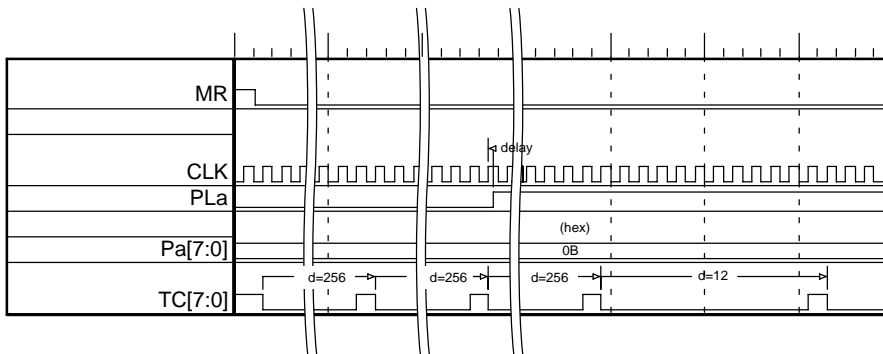 MR
delay
CLK
PLa
(hex)
Pa[7:0]
0B
d=256
d=256
d=256
d=12
TC[7:0]